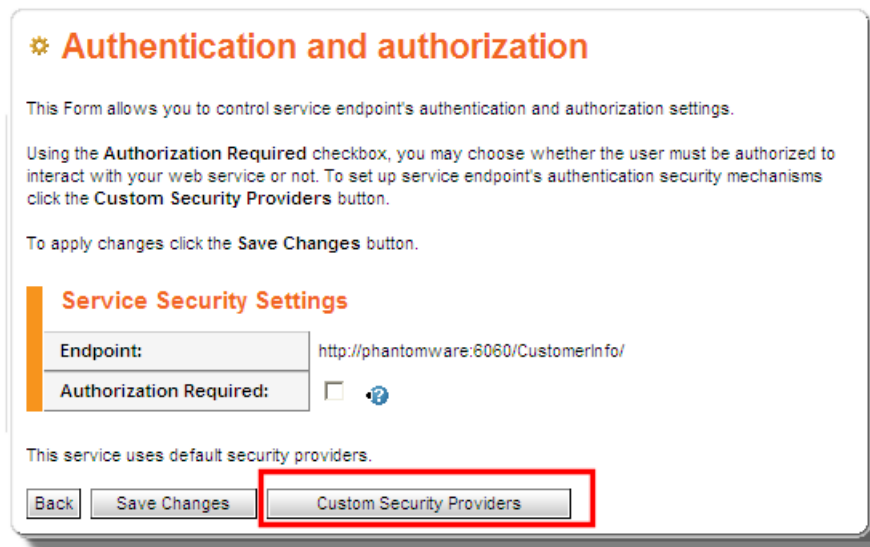 Authentication and authorization
This Form allows you to control service endpoint's authentication and authorization settings.
Using the Authorization Required checkbox, you may choose whether the user must be authorized to
interact with your web service or not. To set up service endpoint's authentication security mechanisms
click the Custom Security Providers button.
To apply changes click the Save Changes button.
Service Security Settings
Endpoint: http://phantomware:6060/CustomerInfo/
Authorization Required: ?
This service uses default security providers.
Back Save Changes Custom Security Providers